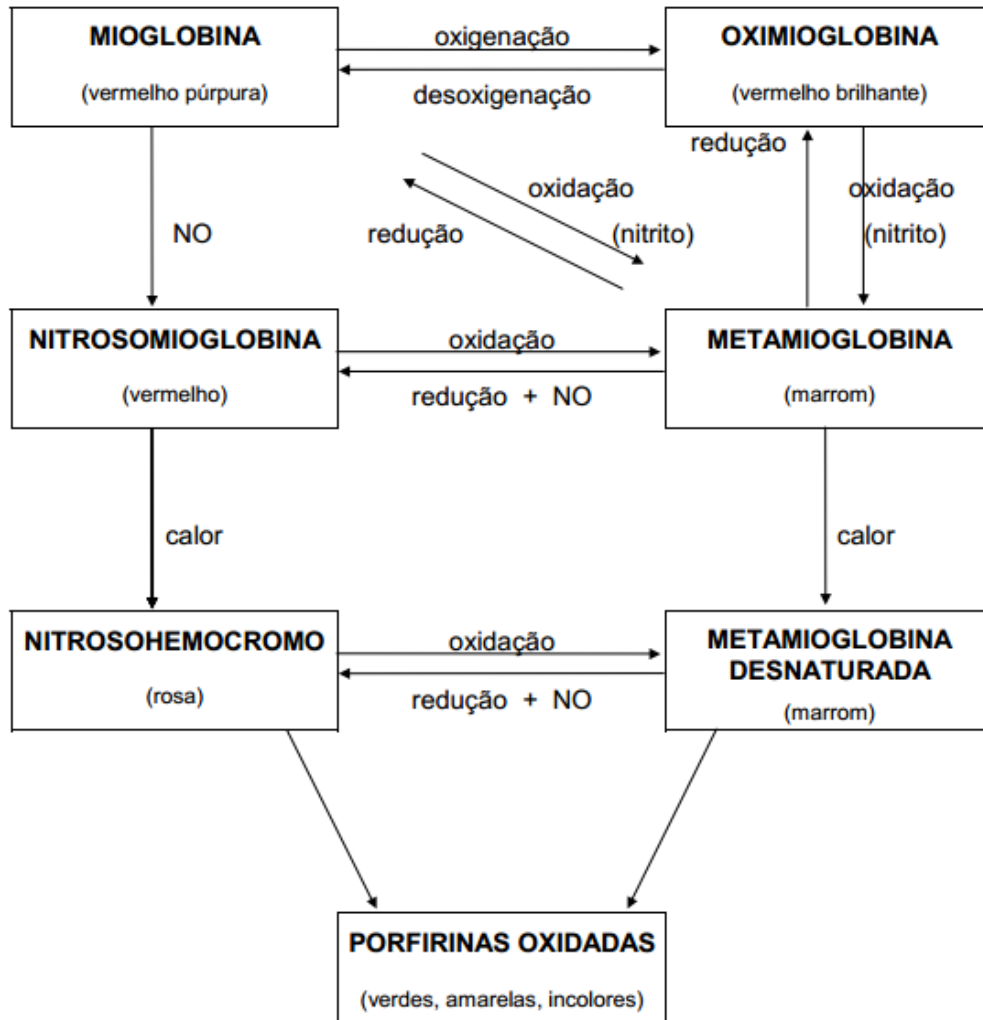 MIOGLOBINA
(vermelho púrpura)
oxigenação
desoxigenação
OXIMIOGLOBINA
(vermelho brilhante)
NO
redução
oxidação
(nitrito)
redução
oxidação
(nitrito)
NITROSOMIOGLOBINA
(vermelho)
oxidação
redução + NO
METAMIOGLOBINA
(marrom)
calor
calor
NITROSOHEMOCROMO
(rosa)
oxidação
redução + NO
METAMIOGLOBINA
DESNATURADA
(marrom)
PORFIRINAS OXIDADAS
(verdes, amarelas, incolores)